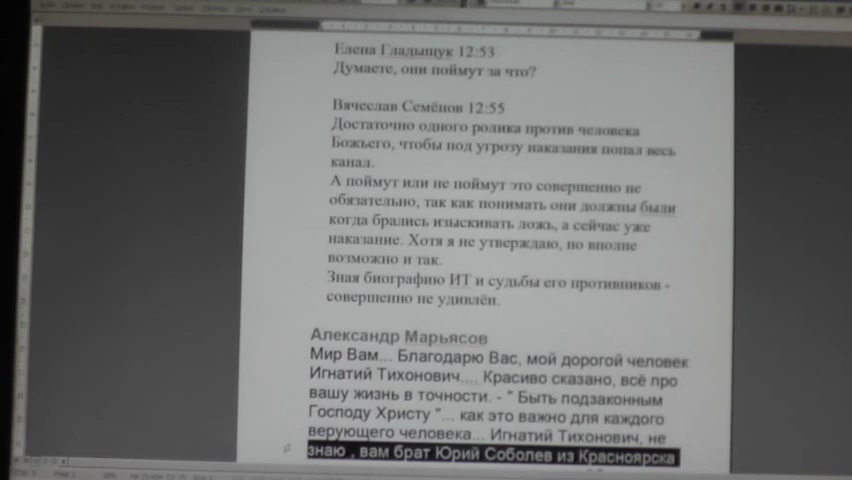 Елена Гладыщук 12:53
Думаете, они поймут за что?
Вячеслав Семёнов 12:55
Достаточно одного ролика против человека
Божьего, чтобы под угрозу наказания попал весь
канал.
А поймут или не поймут это совершенно не
обязательно, так как понимать они должны были
когда брались изыскивать ложь, а сейчас уже
наказание. Хотя я не утверждаю, но вполне
возможно и так.
Зная биографию ИТ и судьбы его противников -
совершенно не удивлён.
Александр Марьясов
Мир Вам... Благодарю Вас, мой дорогой человек
Игнатий Тихонович.... Красиво сказано, всё про
вашу жизнь в точности. - " Быть подзаконным
Господу Христу "... как это важно для каждого
верующего человека... Игнатий Тихонович, не
знаю , вам брат Юрий Соболев из Красноярска